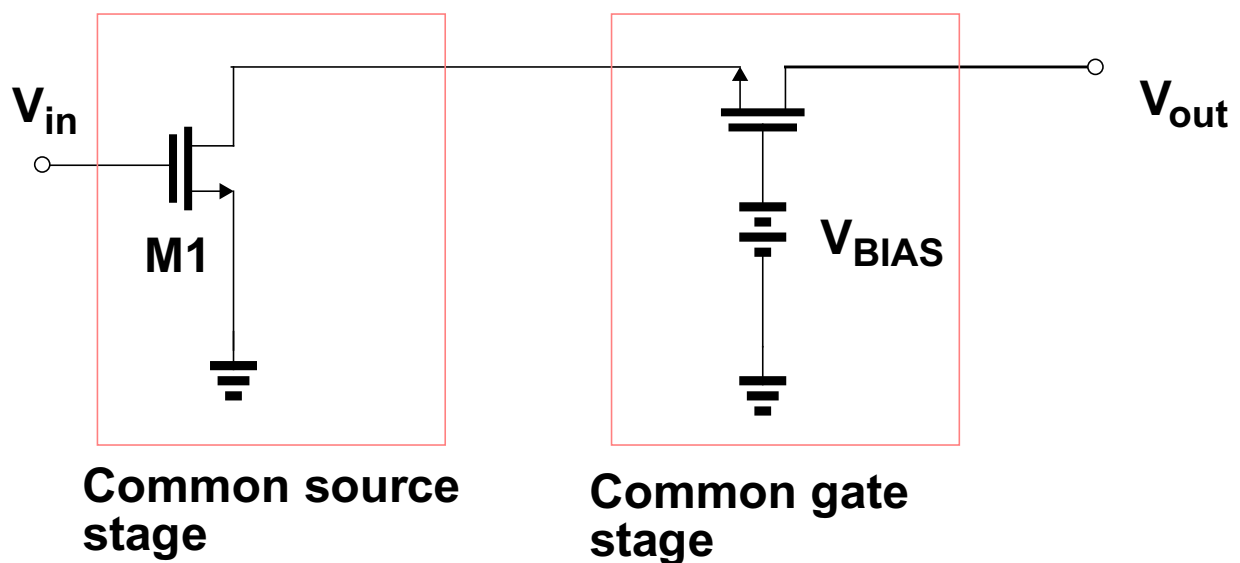 Vin
Vout
M1
VBIAS
Common source
stage
Common gate
stage